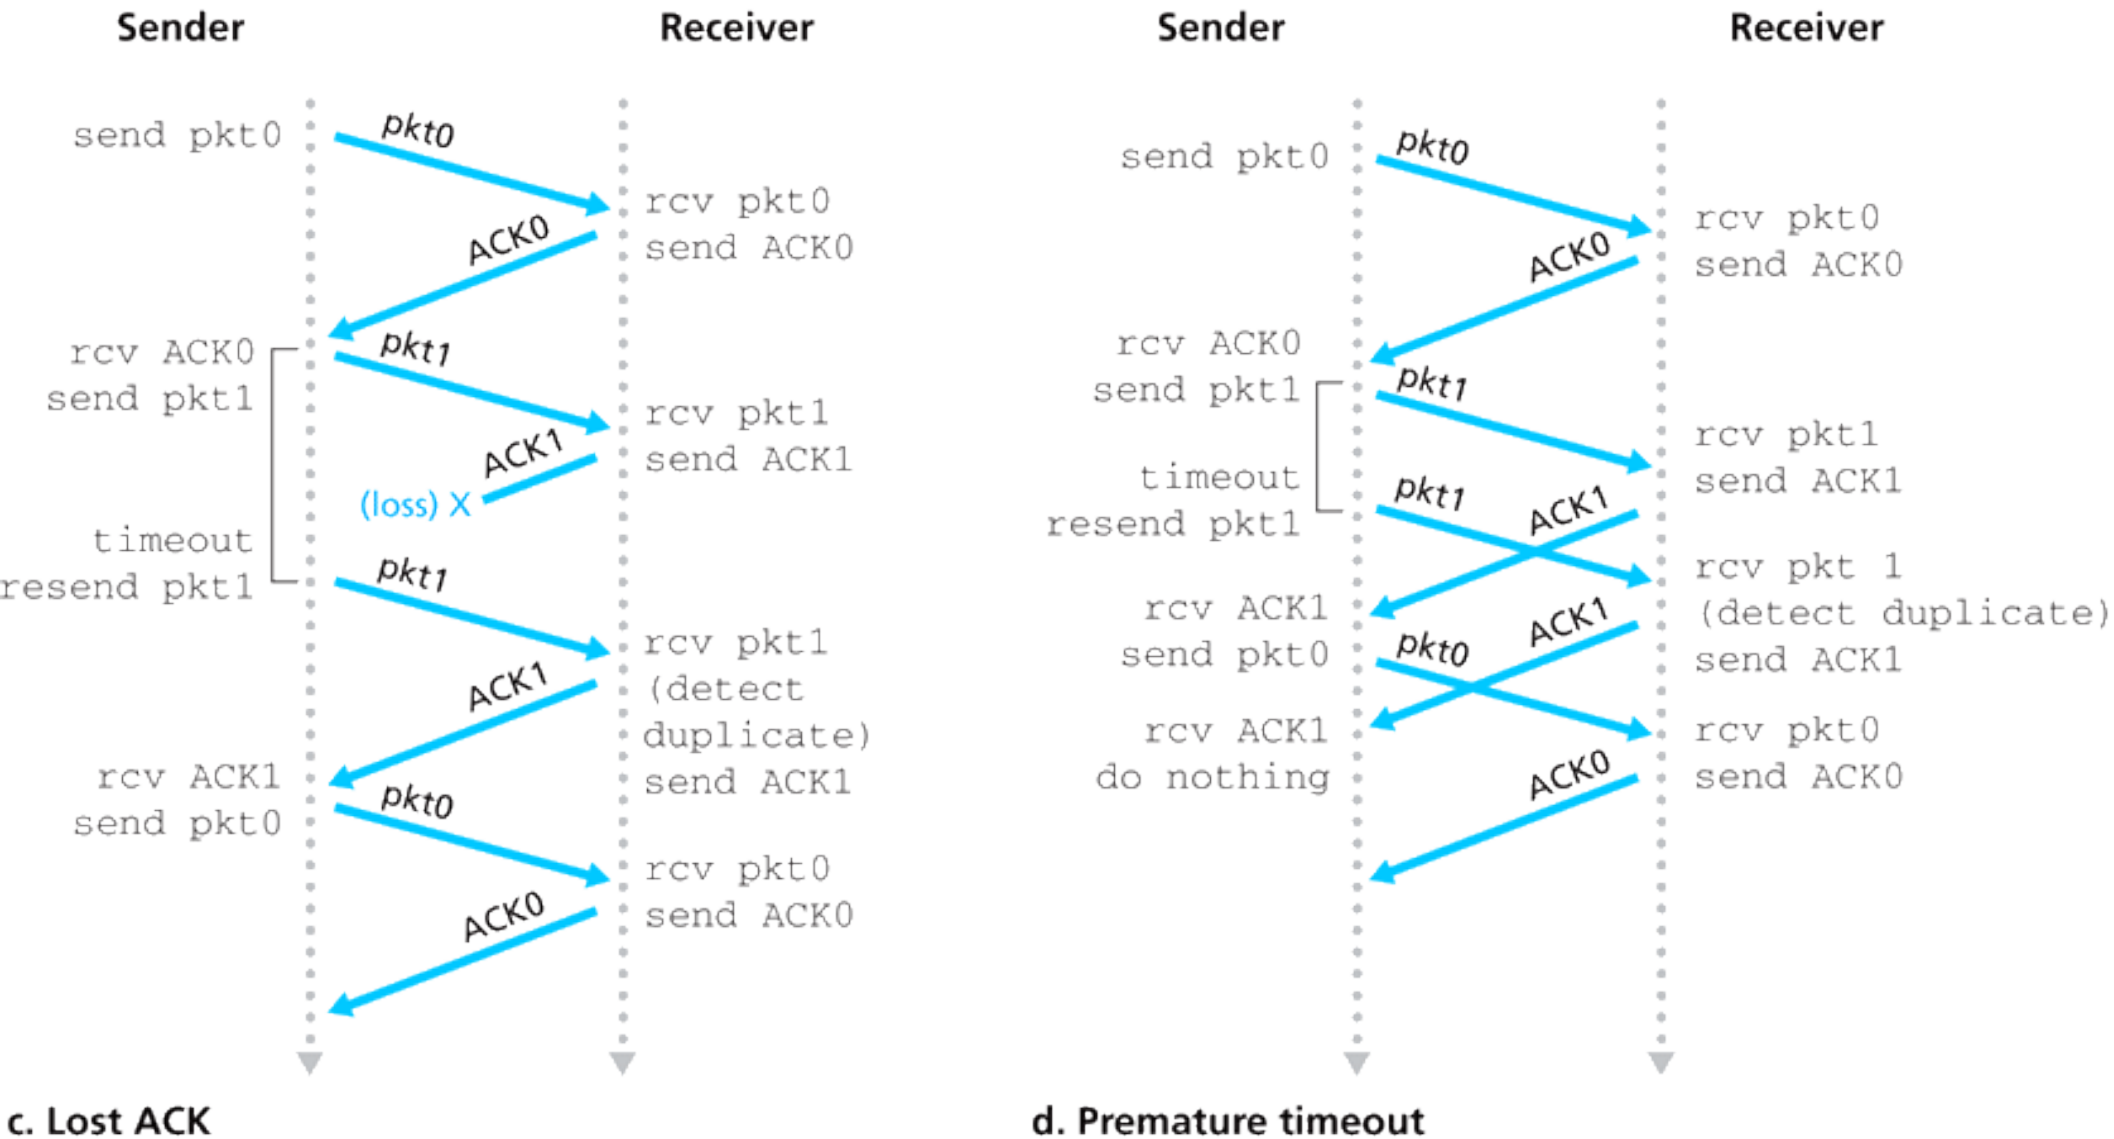 Sender
Receiver
send pkt0
pkt0
rcv pkt0
send ACK0
ACK0
rcv ACK0
send pkt1
pkt1
rcv pkt1
send ACK1
ACK1
(loss) X
timeout
resend pkt1
pkt1
rcv pkt1
(detect
duplicate)
send ACK1
ACK1
rcv ACK1
send pkt0
pkt0
rcv pkt0
send ACK0
ACK0
c. Lost ACK
Sender
Receiver
send pkt0
pkt0
rcv pkt0
send ACK0
ACK0
rcv ACK0
send pkt1
pkt1
rcv pkt1
send ACK1
timeout
resend pkt1
pkt1
ACK1
rcv pkt 1
(detect duplicate)
send ACK1
rcv ACK1
send pkt0
pkt0
ACK1
rcv ACK1
do nothing
rcv pkt0
send ACK0
ACK0
d. Premature timeout